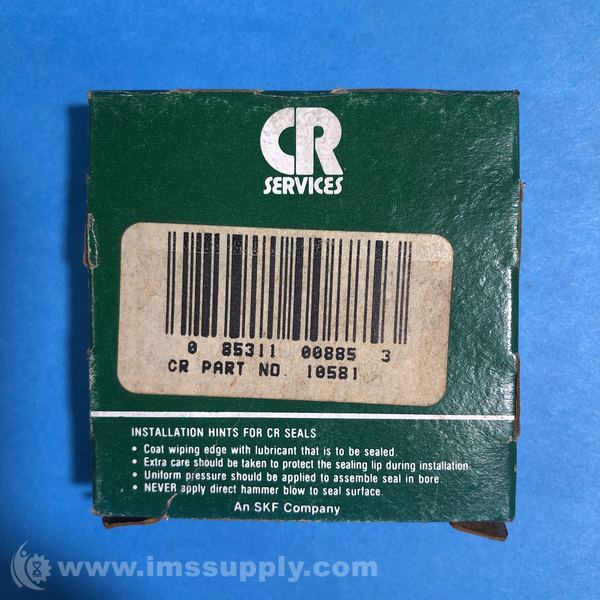 CR
SERVICES
0 85311 00885 3
CR PART NO. 10581
INSTALLATION HINTS FOR CR SEALS
• Coat wiping edge with lubricant that is to be sealed.
• Extra care should be taken to protect the sealing lip during installation
• Uniform pressure should be applied to assemble seal in bore.
• NEVER apply direct hammer blow to seal surface.
An SKF Company
www.imssupply.com